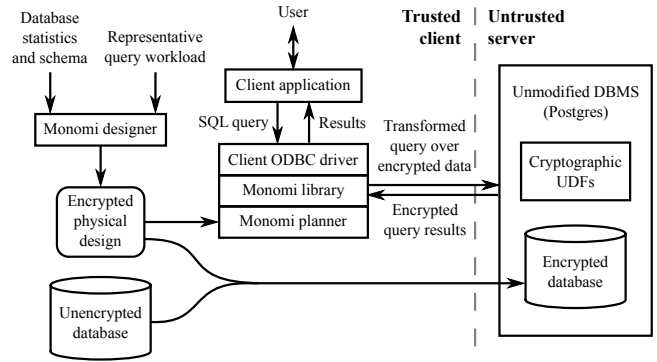 Database
statistics
and schema
Representative
query workload
User
Trusted
client
Untrusted
server
Monomi designer
Client application
SQL query
Results
Unmodified DBMS
(Postgres)
Client ODBC driver
Monomi library
Monomi planner
Transformed
query over
encrypted data
Encrypted
query results
Cryptographic
UDFs
Encrypted
physical
design
Encrypted
database
Unencrypted
database